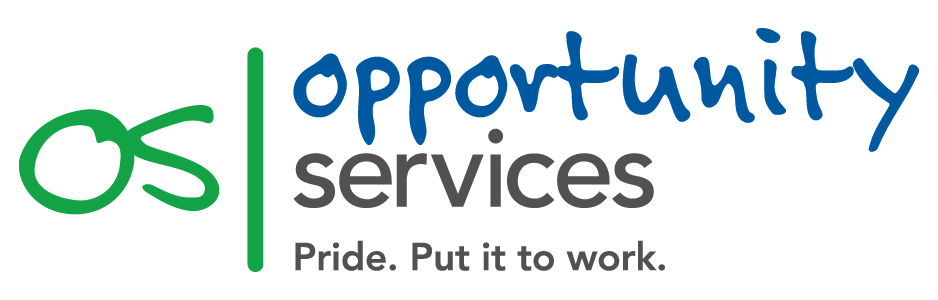 OS
opportunity
services
Pride. Put it to work.